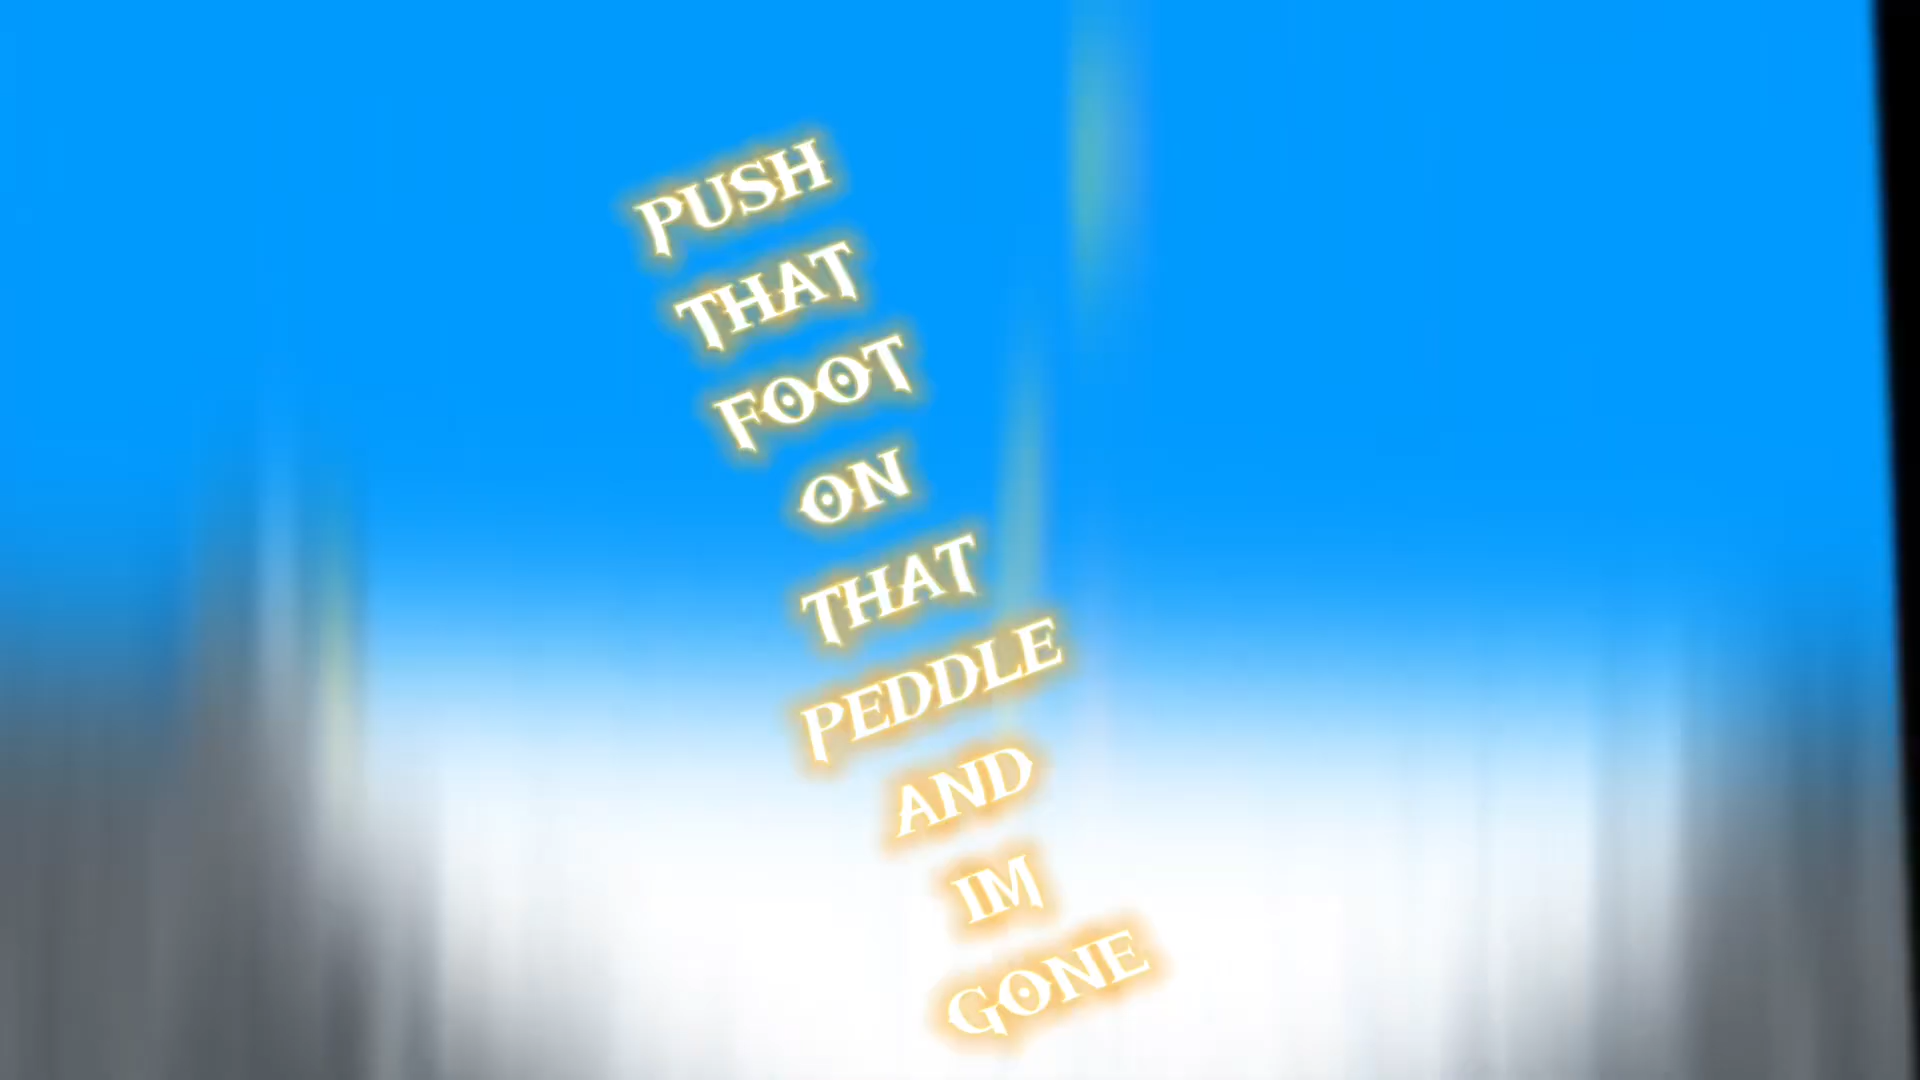 PUSH
THAT
FOOT
ON
THAT
PEDDLE
AND
IM
GONE